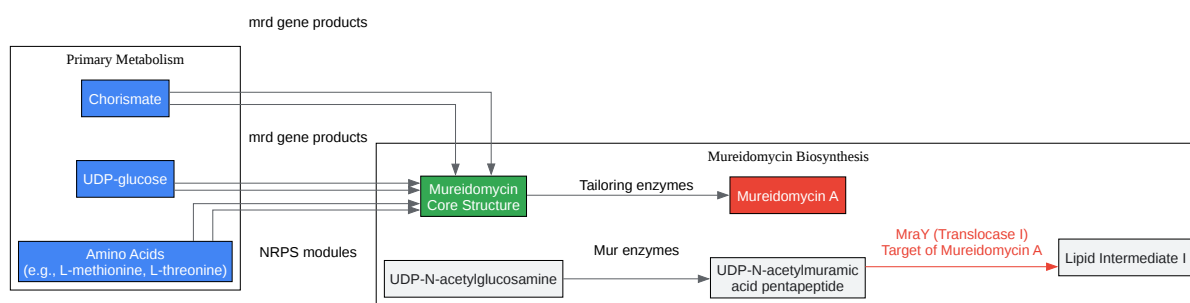 mrd gene products
Primary Metabolism
Chorismate
mrd gene products
Mureidomycin Biosynthesis
UDP-glucose
Mureidomycin
Core Structure
Tailoring enzymes
Mureidomycin A
Amino Acids
(e.g., L-methionine, L-threonine)
NRPS modules
UDP-N-acetylglucosamine
Mur enzymes
UDP-N-acetylmuramic
acid pentapeptide
MraY (Translocase I)
Target of Mureidomycin A
Lipid Intermediate I